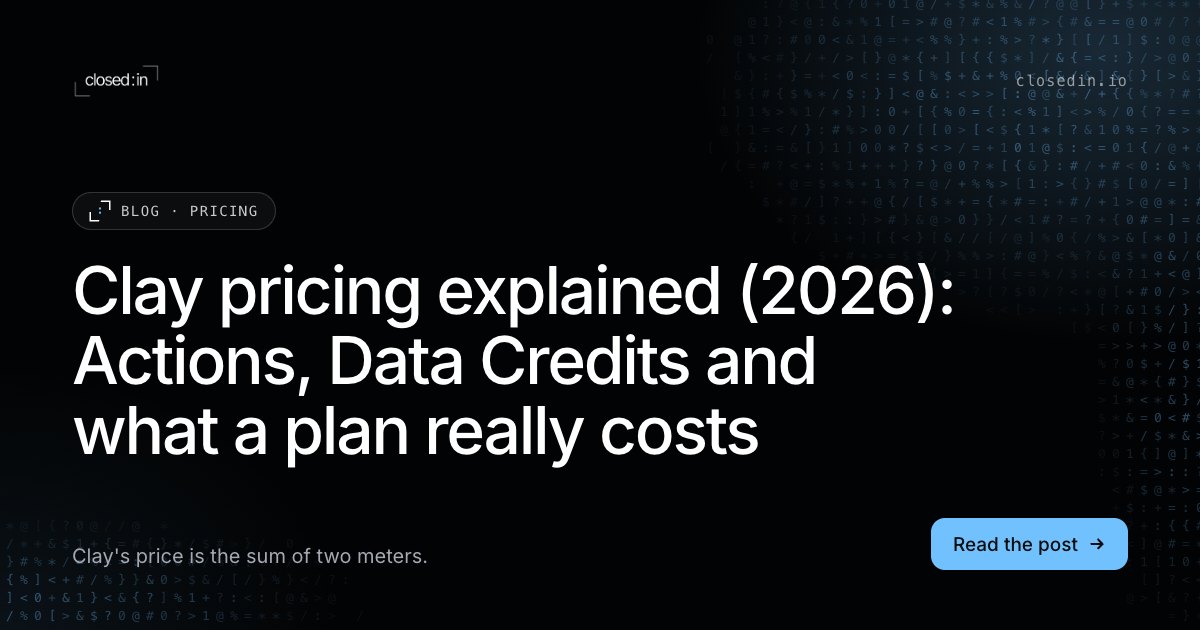 closed:in
closedin.io
BLOG · PRICING
Clay pricing explained (2026):
Actions, Data Credits and
what a plan really costs
Clay's price is the sum of two meters.
Read the post →